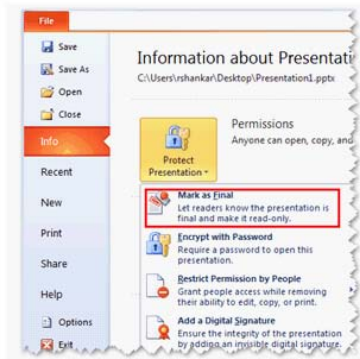 File
Save
Save As
Open
Close
Info
Recent
New
Print
Share
Help
Options
Exit
Information about Presentati
C:\Users\rshankar\Desktop\Presentation1.pptx
Protect
Presentation
Permissions
Anyone can open, copy, and
Mark as Final
Let readers know the presentation is
final and make it read-only.
Encrypt with Password
Require a password to open this
presentation.
Restrict Permission by People
Grant people access while removing
their ability to edit, copy, or print.
Add a Digital Signature
Ensure the integrity of the presentation
by adding an invisible digital signature.